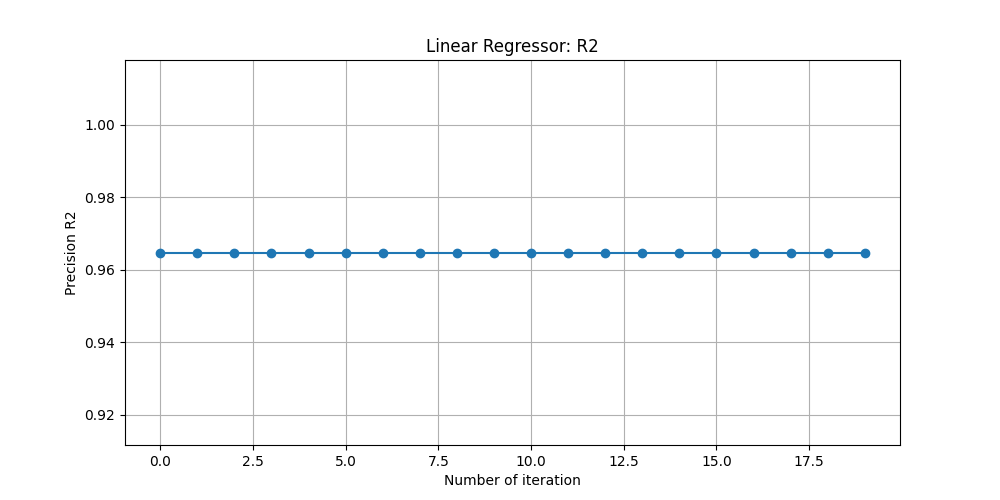 Linear Regressor: R2
1.00
0.98
0.96
0.94
0.92
Precision R2
0.0 2.5 5.0 7.5 10.0 12.5 15.0 17.5
Number of iteration